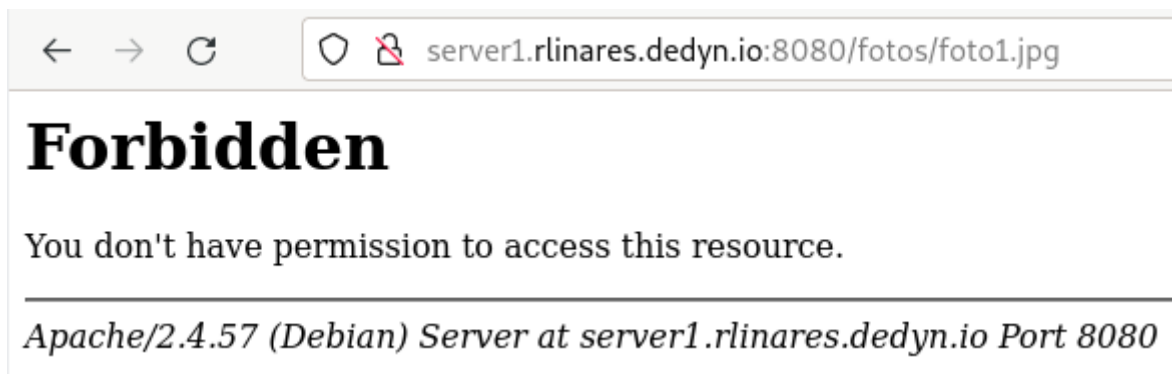 server1.rlinares.dedyn.io:8080/fotos/foto1.jpg
Forbidden
You don't have permission to access this resource.
Apache/2.4.57 (Debian) Server at server1.rlinares.dedyn.io Port 8080